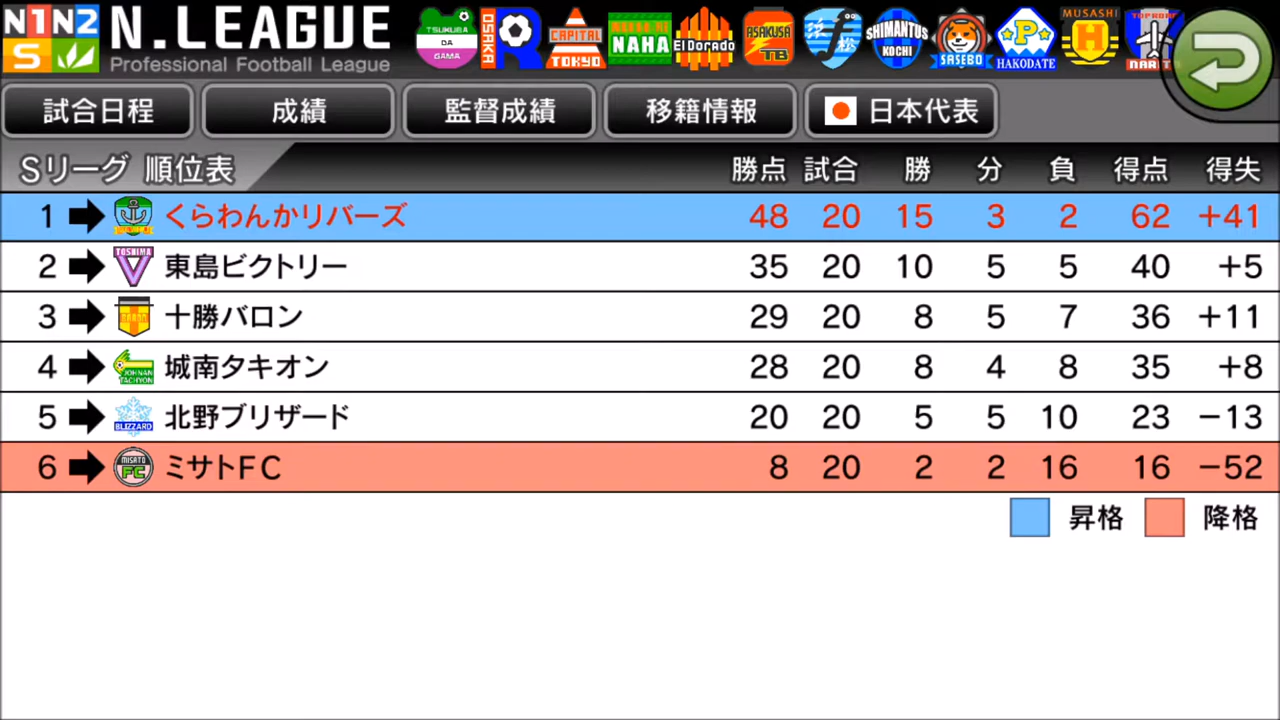 N1 N2 S N.LEAGUE
Professional Football League
TSUKUBA DA GAMA OSAKA R CAPITAL TOKYO NAHA ElDorado ASAKUSA TB 浜松 SHIMANTOS KOCHI SASEBO P HAKODATE MUSASHI H
試合日程 成績 監督成績 移籍情報 日本代表
Sリーグ 順位表 勝点 試合 勝 分 負 得点 得失
1 くらわんかリバーズ 48 20 15 3 2 62 +41
2 TOSHIMA V 東島ビクトリー 35 20 10 5 5 40 +5
3 十勝バロン 29 20 8 5 7 36 +11
4 JOHNAN TACHYON 城南タキオン 28 20 8 4 8 35 +8
5 BLIZZARD 北野ブリザード 20 20 5 5 10 23 −13
6 MISATO FC ミサトFC 8 20 2 2 16 16 −52
昇格 降格